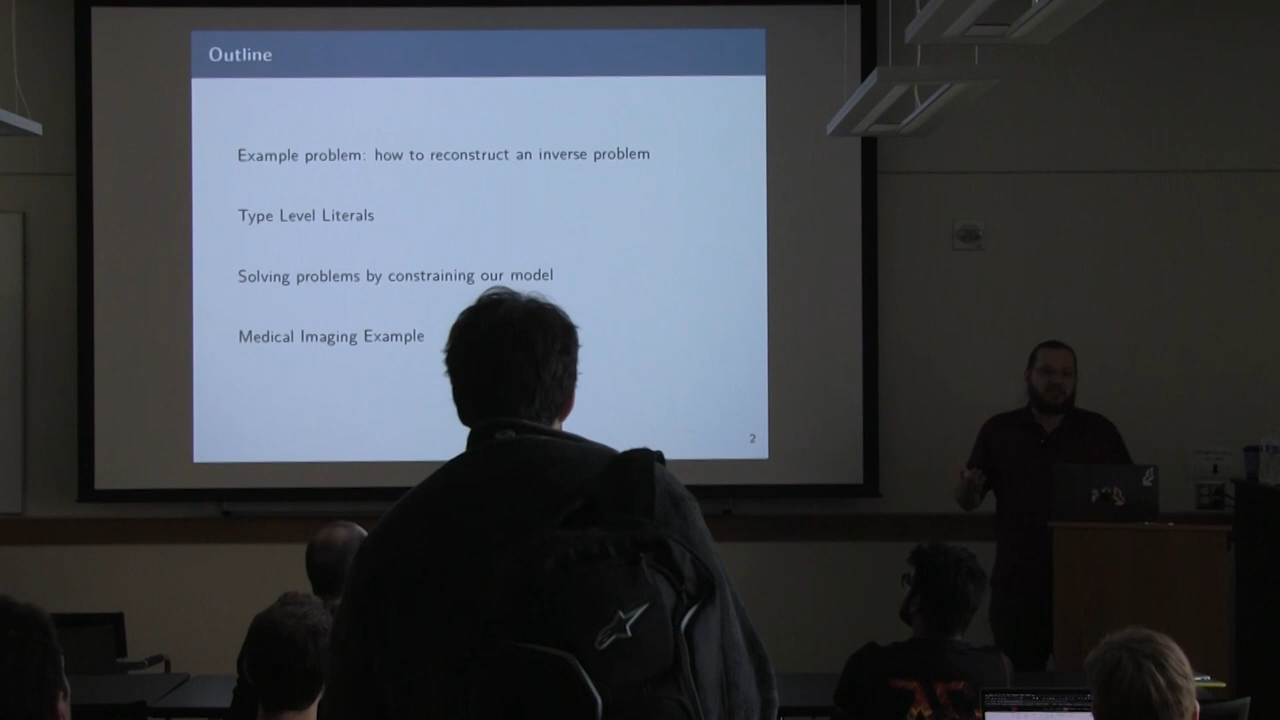 Outline
Example problem: how to reconstruct an inverse problem
Type Level Literals
Solving problems by constraining our model
Medical Imaging Example
2